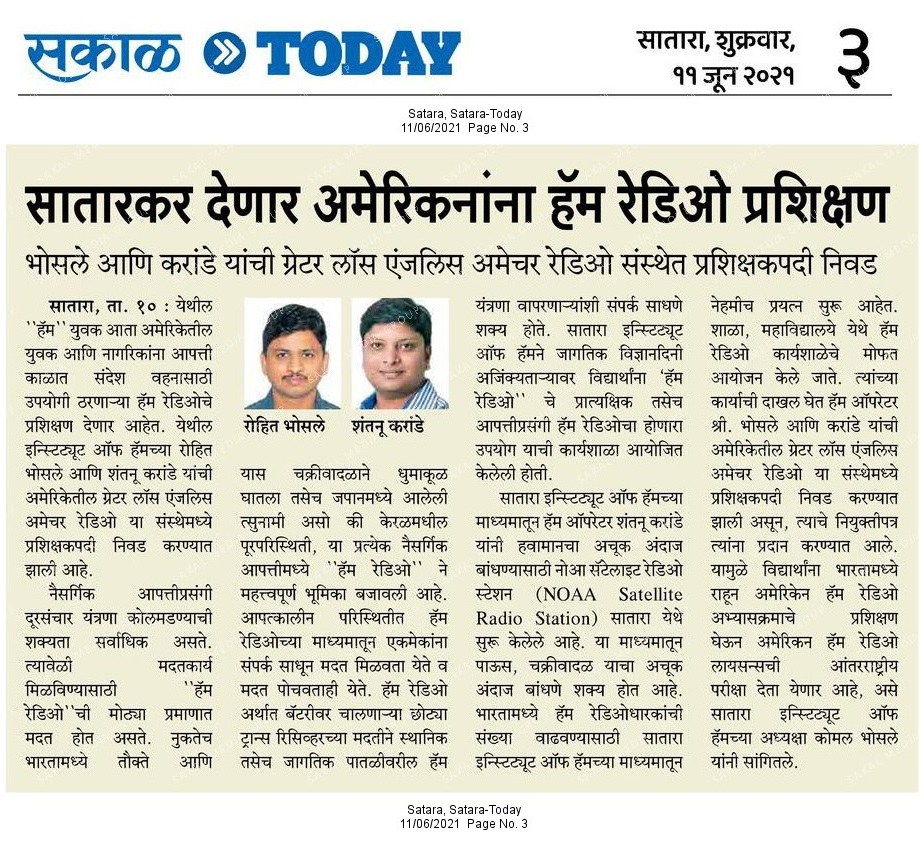 सकाळ » TODAY
सातारा, शुक्रवार,
११ जून २०२१
३
Satara, Satara-Today
11/06/2021 Page No. 3
सातारकर देणार अमेरिकनांना हॅम रेडिओ प्रशिक्षण
भोसले आणि करांडे यांची ग्रेटर लॉस एंजलिस अमेचर रेडिओ संस्थेत प्रशिक्षकपदी निवड
सातारा, ता. १० : येथील
''हॅम'' युवक आता अमेरिकेतील
युवक आणि नागरिकांना आपत्ती
काळात संदेश वहनासाठी
उपयोगी ठरणाऱ्या हॅम रेडिओचे
प्रशिक्षण देणार आहेत. येथील
इन्स्टिट्यूट ऑफ हॅमच्या रोहित
भोसले आणि शंतनू करांडे यांची
अमेरिकेतील ग्रेटर लॉस एंजलिस
अमेचर रेडिओ या संस्थेमध्ये
प्रशिक्षकपदी निवड करण्यात
झाली आहे.
नैसर्गिक आपत्तीप्रसंगी
दूरसंचार यंत्रणा कोलमडण्याची
शक्यता सर्वाधिक असते.
त्यावेळी मदतकार्य
मिळविण्यासाठी ''हॅम
रेडिओ''ची मोठ्या प्रमाणात
मदत होत असते. नुकतेच
भारतामध्ये तौक्ते आणि
रोहित भोसले
शंतनू करांडे
यास चक्रीवादळाने धुमाकूळ
घातला तसेच जपानमध्ये आलेली
त्सुनामी असो की केरळमधील
पूरपरिस्थिती, या प्रत्येक नैसर्गिक
आपत्तीमध्ये ''हॅम रेडिओ'' ने
महत्त्वपूर्ण भूमिका बजावली आहे.
आपत्कालीन परिस्थितीत हॅम
रेडिओच्या माध्यमातून एकमेकांना
संपर्क साधून मदत मिळवता येते व
मदत पोचवताही येते. हॅम रेडिओ
अर्थात बॅटरीवर चालणाऱ्या छोट्या
ट्रान्स रिसिव्हरच्या मदतीने स्थानिक
तसेच जागतिक पातळीवरील हॅम
यंत्रणा वापरणाऱ्यांशी संपर्क साधणे
शक्य होते. सातारा इन्स्टिट्यूट
ऑफ हॅमने जागतिक विज्ञानदिनी
अजिंक्यताऱ्यावर विद्यार्थांना 'हॅम
रेडिओ'' चे प्रात्यक्षिक तसेच
आपत्तीप्रसंगी हॅम रेडिओचा होणारा
उपयोग याची कार्यशाळा आयोजित
केलेली होती.
सातारा इन्स्टिट्यूट ऑफ हॅमच्या
माध्यमातून हॅम ऑपरेटर शंतनू करांडे
यांनी हवामानचा अचूक अंदाज
बांधण्यासाठी नोआ सॅटेलाइट रेडिओ
स्टेशन (NOAA Satellite
Radio Station) सातारा येथे
सुरू केलेले आहे. या माध्यमातून
पाऊस, चक्रीवादळ याचा अचूक
अंदाज बांधणे शक्य होत आहे.
भारतामध्ये हॅम रेडिओधारकांची
संख्या वाढवण्यासाठी सातारा
इन्स्टिट्यूट ऑफ हॅमच्या माध्यमातून
नेहमीच प्रयत्न सुरू आहेत.
शाळा, महाविद्यालये येथे हॅम
रेडिओ कार्यशाळेचे मोफत
आयोजन केले जाते. त्यांच्या
कार्याची दाखल घेत हॅम ऑपरेटर
श्री. भोसले आणि करांडे यांची
अमेरिकेतील ग्रेटर लॉस एंजलिस
अमेचर रेडिओ या संस्थेमध्ये
प्रशिक्षकपदी निवड करण्यात
झाली असून, त्याचे नियुक्तीपत्र
त्यांना प्रदान करण्यात आले.
यामुळे विद्यार्थांना भारतामध्ये
राहून अमेरिकेन हॅम रेडिओ
अभ्यासक्रमाचे प्रशिक्षण
घेऊन अमेरिकन हॅम रेडिओ
लायसन्सची आंतरराष्ट्रीय
परीक्षा देता येणार आहे, असे
सातारा इन्स्टिट्यूट ऑफ
हॅमच्या अध्यक्षा कोमल भोसले
यांनी सांगितले.
Satara, Satara-Today
11/06/2021 Page No. 3